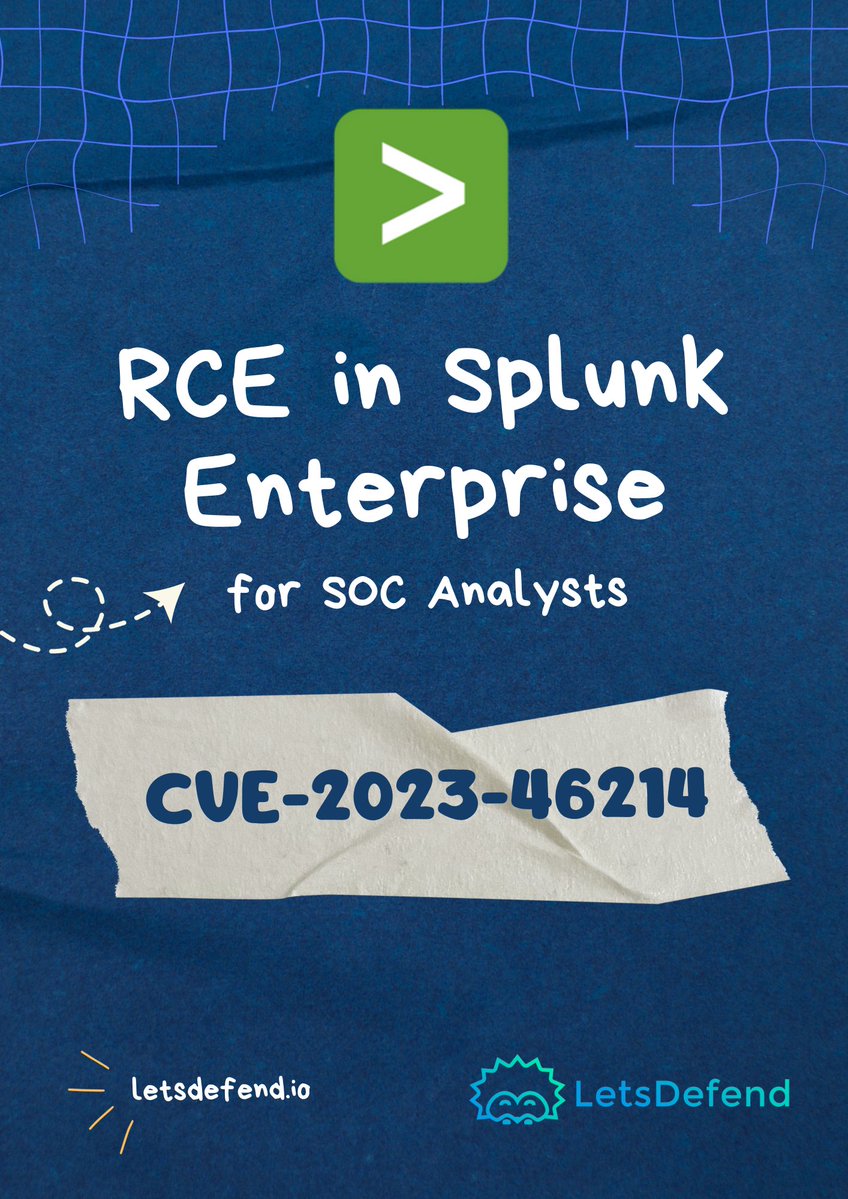 RCE in Splunk
Enterprise
for SOC Analysts
CVE-2023-46214
letsdefend.io
LetsDefend